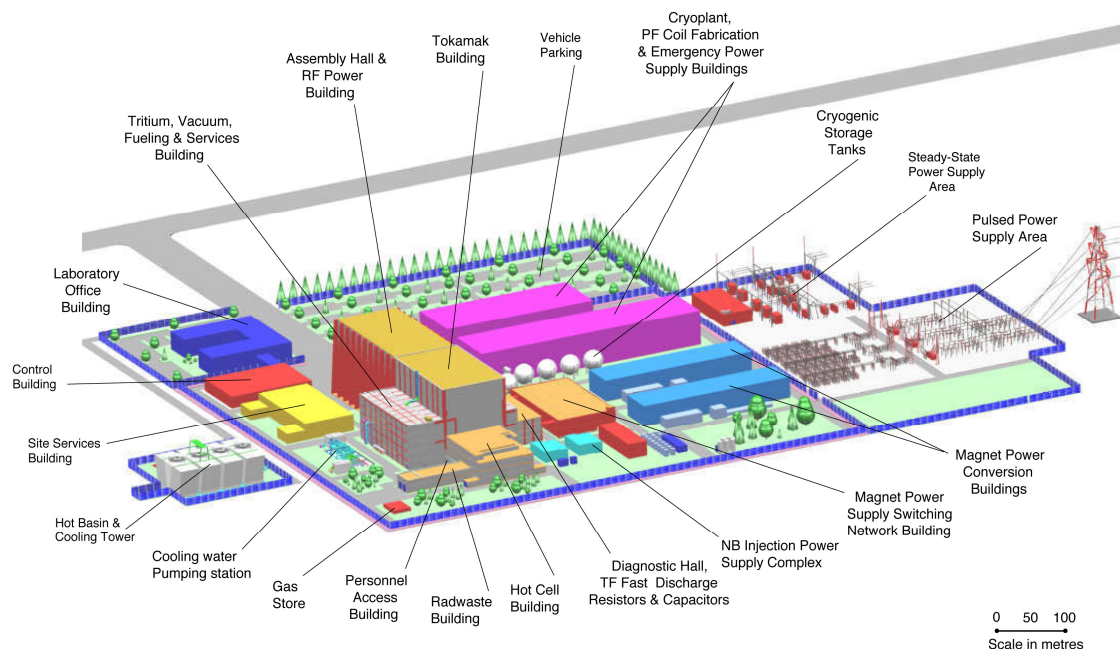 Cryoplant,
PF Coil Fabrication
& Emergency Power
Supply Buildings
Tokamak
Building
Vehicle
Parking
Assembly Hall &
RF Power
Building
Cryogenic
Storage
Tanks
Tritium, Vacuum,
Fueling & Services
Building
Steady-State
Power Supply
Area
Pulsed Power
Supply Area
Laboratory
Office
Building
Control
Building
Site Services
Building
Hot Basin &
Cooling Tower
Cooling water
Pumping station
Gas
Store
Personnel
Access
Building
Radwaste
Building
Hot Cell
Building
Diagnostic Hall,
TF Fast Discharge
Resistors & Capacitors
NB Injection Power
Supply Complex
Magnet Power
Supply Switching
Network Building
Magnet Power
Conversion
Buildings
0 50 100
Scale in metres